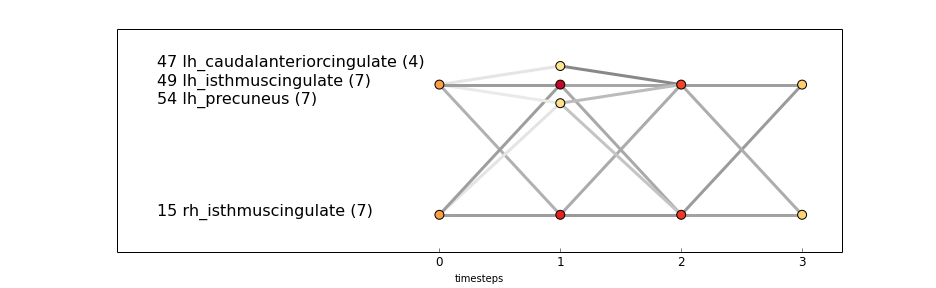 47 lh_caudalanteriorcingulate (4)
49 lh_isthmuscingulate (7)
54 lh_precuneus (7)
15 rh_isthmuscingulate (7)
0 1 2 3
timesteps